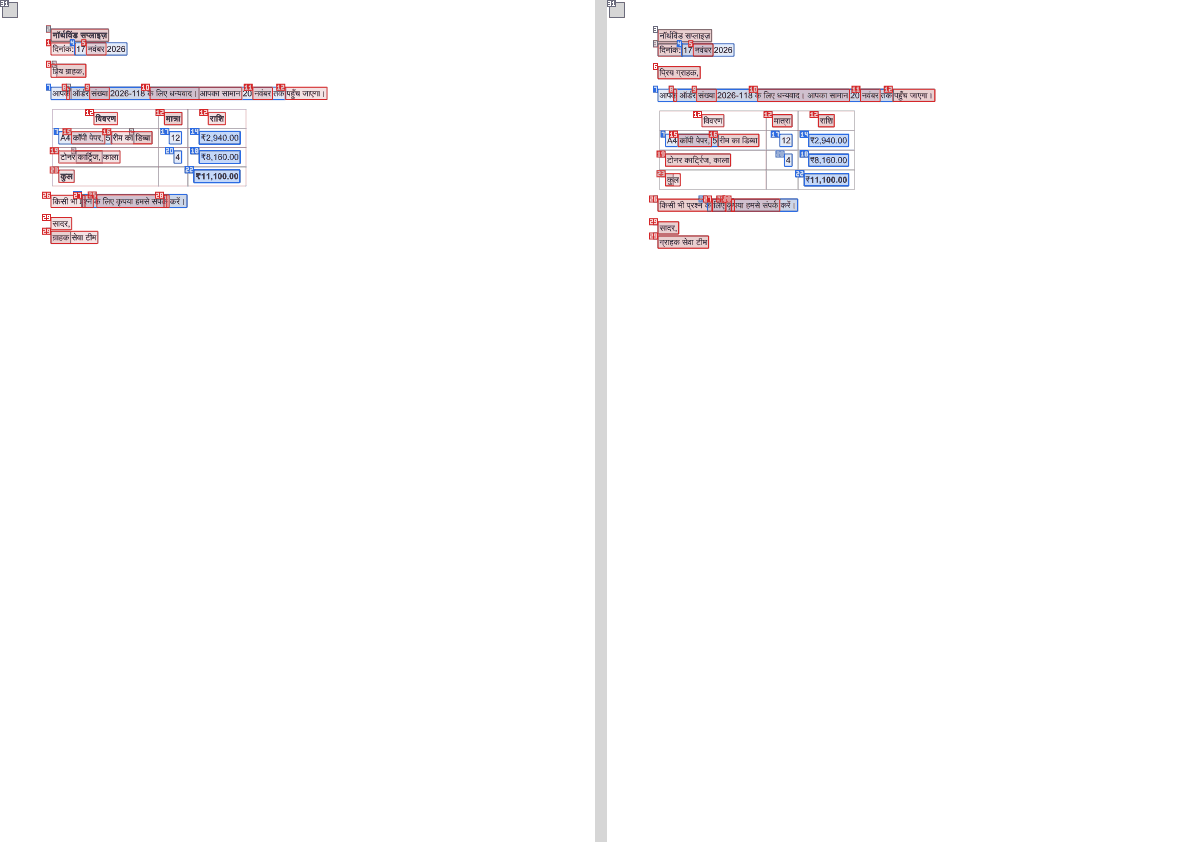 नॉर्थविंड सप्लाइज़
दिनांक: 17 नवंबर 2026
प्रिय ग्राहक,
आपके ऑर्डर संख्या 2026-118 के लिए धन्यवाद। आपका सामान 20 नवंबर तक पहुँच जाएगा।
विवरण मात्रा राशि
A4 कॉपी पेपर, 5 रीम का डिब्बा 12 ₹2,940.00
टोनर कार्ट्रिज, काला 4 ₹8,160.00
कुल ₹11,100.00
किसी भी प्रश्न के लिए कृपया हमसे संपर्क करें।
सादर,
ग्राहक सेवा टीम
नॉर्थविंड सप्लाइज़
दिनांक: 17 नवंबर 2026
प्रिय ग्राहक,
आपके ऑर्डर संख्या 2026-118 के लिए धन्यवाद। आपका सामान 20 नवंबर तक पहुँच जाएगा।
विवरण मात्रा राशि
A4 कॉपी पेपर, 5 रीम का डिब्बा 12 ₹2,940.00
टोनर कार्ट्रिज, काला 4 ₹8,160.00
कुल ₹11,100.00
किसी भी प्रश्न के लिए कृपया हमसे संपर्क करें।
सादर,
ग्राहक सेवा टीम